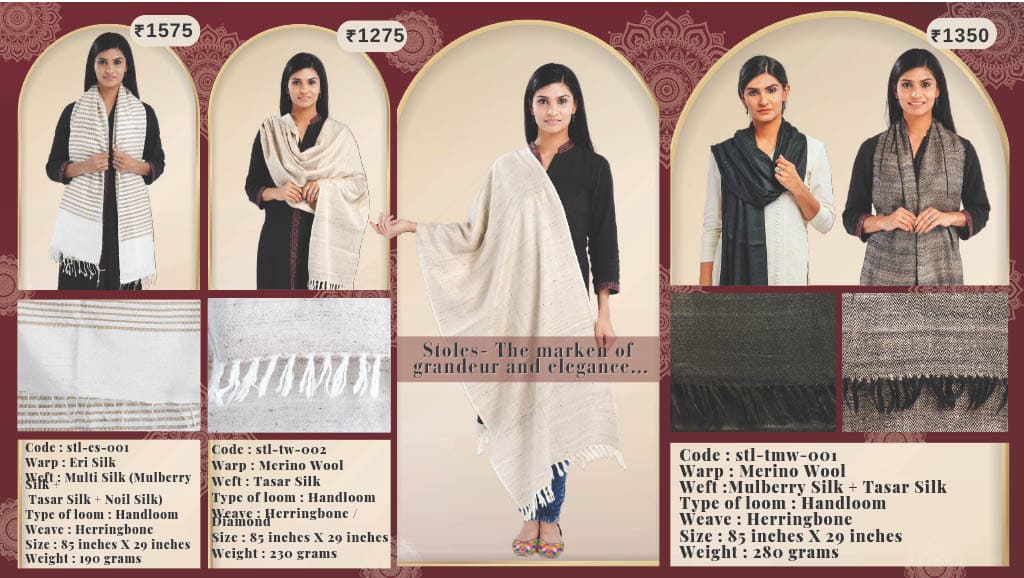 ₹1575
₹1275
₹1350
Stoles- The marken of
grandeur and elegance...
Code : stl-es-001
Warp : Eri Silk
Weft : Multi Silk (Mulberry
Silk +
Tasar Silk + Noil Silk)
Type of loom : Handloom
Weave : Herringbone
Size : 85 inches X 29 inches
Weight : 190 grams
Code : stl-tw-002
Warp : Merino Wool
Weft : Tasar Silk
Type of loom : Handloom
Weave : Herringbone /
Diamond
Size : 85 inches X 29 inches
Weight : 230 grams
Code : stl-tmw-001
Warp : Merino Wool
Weft :Mulberry Silk + Tasar Silk
Type of loom : Handloom
Weave : Herringbone
Size : 85 inches X 29 inches
Weight : 280 grams